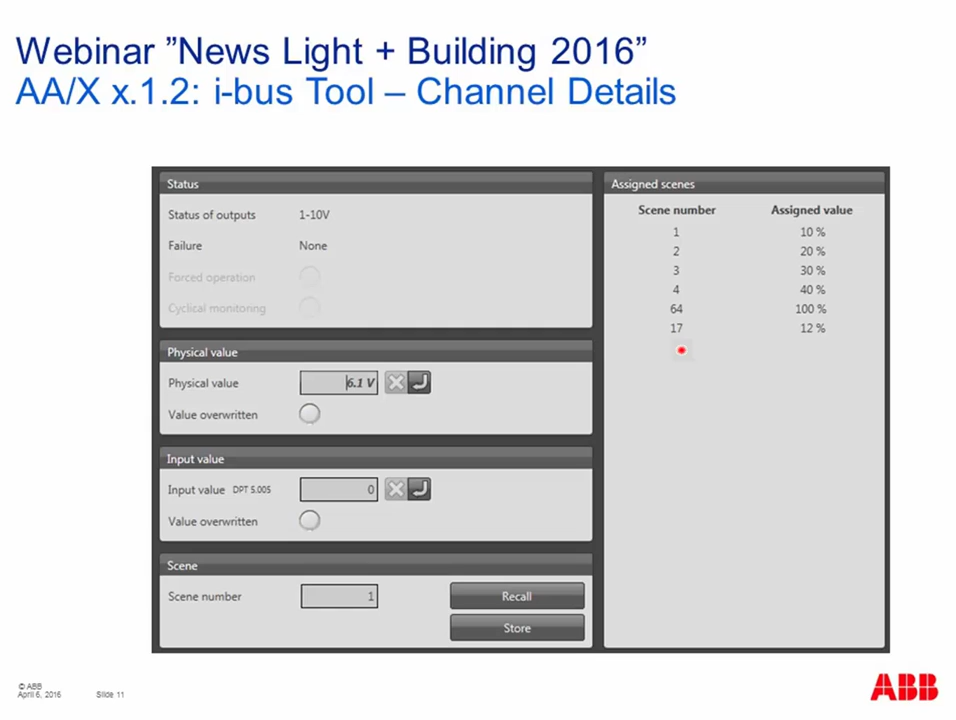 Webinar ”News Light + Building 2016”
AA/X x.1.2: i-bus Tool – Channel Details
Status
Status of outputs 1-10V
Failure None
Forced operation
Cyclical monitoring
Physical value
Physical value 6.1 V
Value overwritten
Input value
Input value DPT 5.005 0
Value overwritten
Scene
Scene number 1 Recall
Store
Assigned scenes
Scene number Assigned value
1 10 %
2 20 %
3 30 %
4 40 %
64 100 %
17 12 %
© ABB
April 6, 2016 Slide 11
ABB